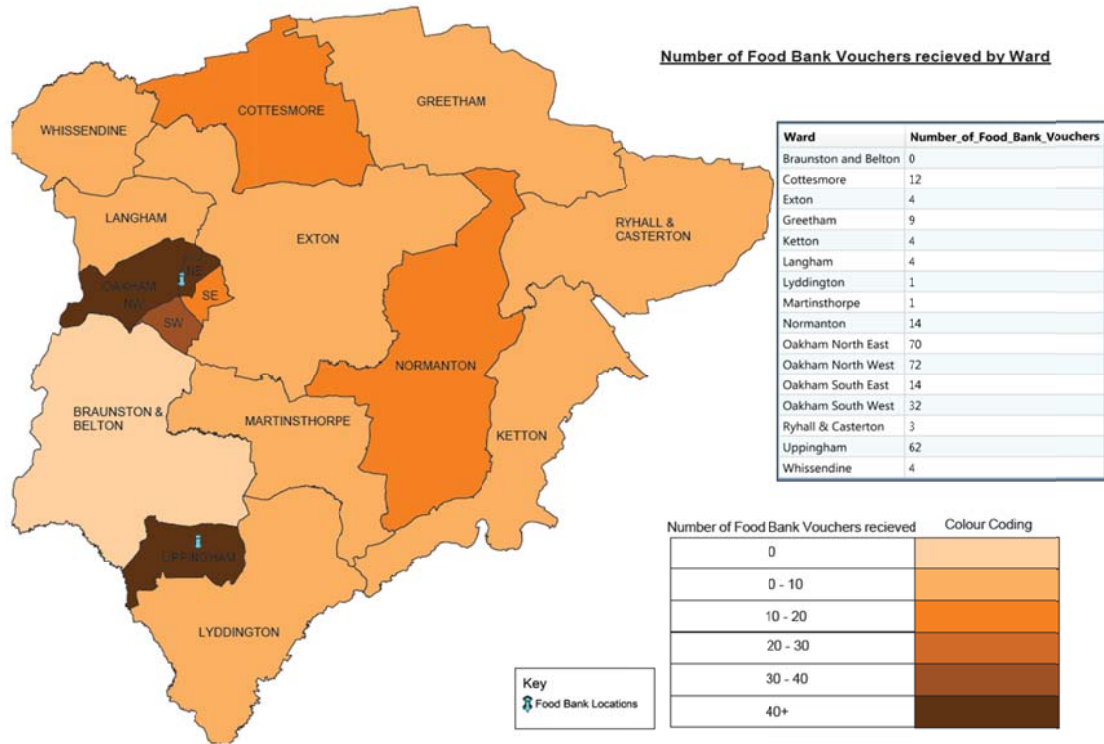 Number of Food Bank Vouchers recieved by Ward
COTTESMORE
GREETHAM
WHISSENDINE
LANGHAM
EXTON
RYHALL &
CASTERTON
NE
OAKHAM
NW
SE
SW
NORMANTON
BRAUNSTON &
BELTON
MARTINSTHORPE
KETTON
UPPINGHAM
LYDDINGTON
Ward Number_of_Food_Bank_Vouchers
Braunston and Belton 0
Cottesmore 12
Exton 4
Greetham 9
Ketton 4
Langham 4
Lyddington 1
Martinsthorpe 1
Normanton 14
Oakham North East 70
Oakham North West 72
Oakham South East 14
Oakham South West 32
Ryhall & Casterton 3
Uppingham 62
Whissendine 4
Number of Food Bank Vouchers recieved Colour Coding
0
0 - 10
10 - 20
20 - 30
30 - 40
40+
Key
Food Bank Locations